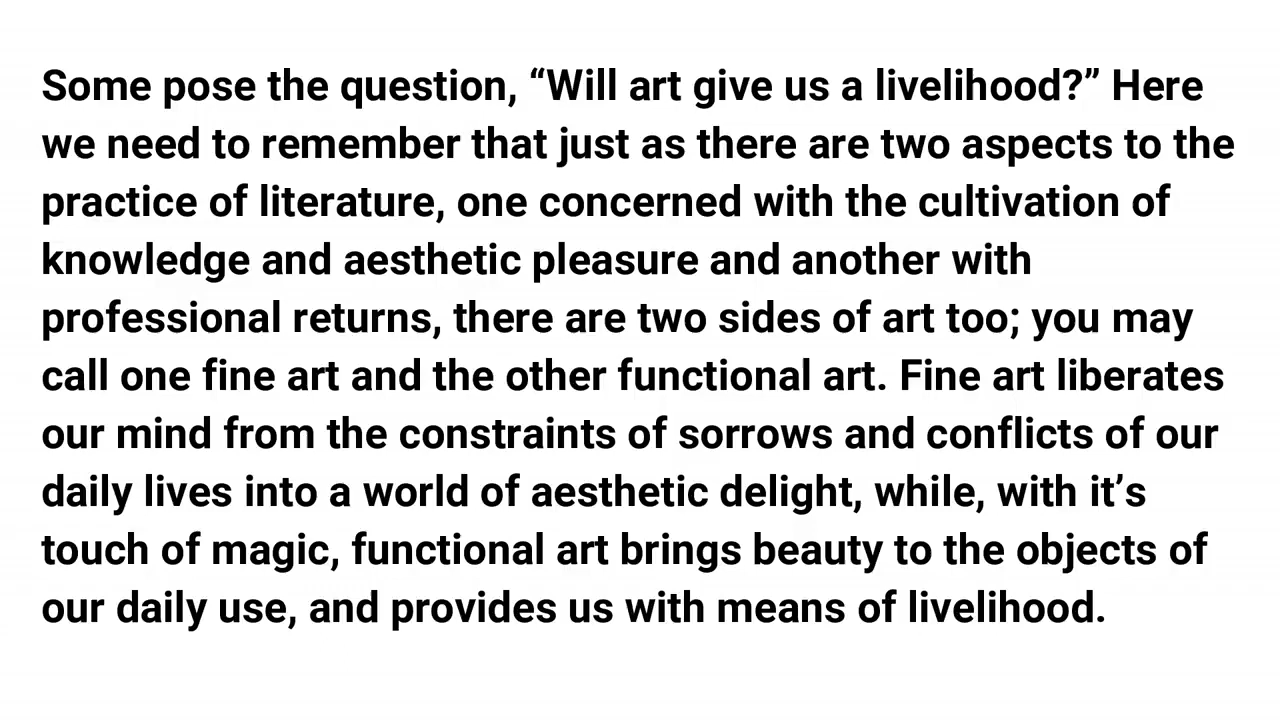 Some pose the question, “Will art give us a livelihood?” Here
we need to remember that just as there are two aspects to the
practice of literature, one concerned with the cultivation of
knowledge and aesthetic pleasure and another with
professional returns, there are two sides of art too; you may
call one fine art and the other functional art. Fine art liberates
our mind from the constraints of sorrows and conflicts of our
daily lives into a world of aesthetic delight, while, with it’s
touch of magic, functional art brings beauty to the objects of
our daily use, and provides us with means of livelihood.